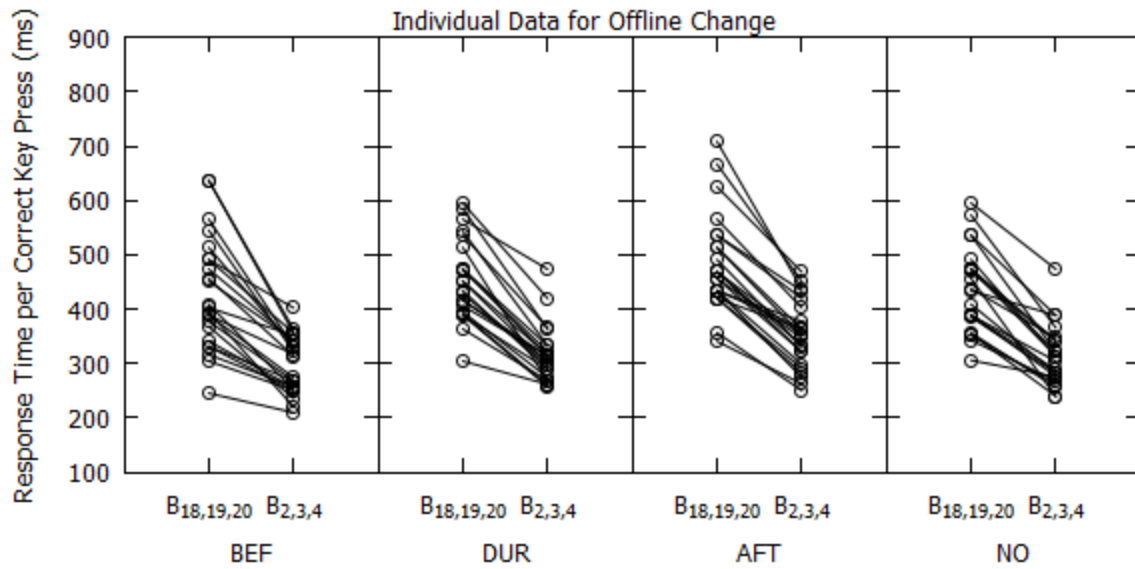 Individual Data for Offline Change
Response Time per Correct Key Press (ms)
900
800
700
600
500
400
300
200
100
B18,19,20 B2,3,4 B18,19,20 B2,3,4 B18,19,20 B2,3,4 B18,19,20 B2,3,4
BEF DUR AFT NO